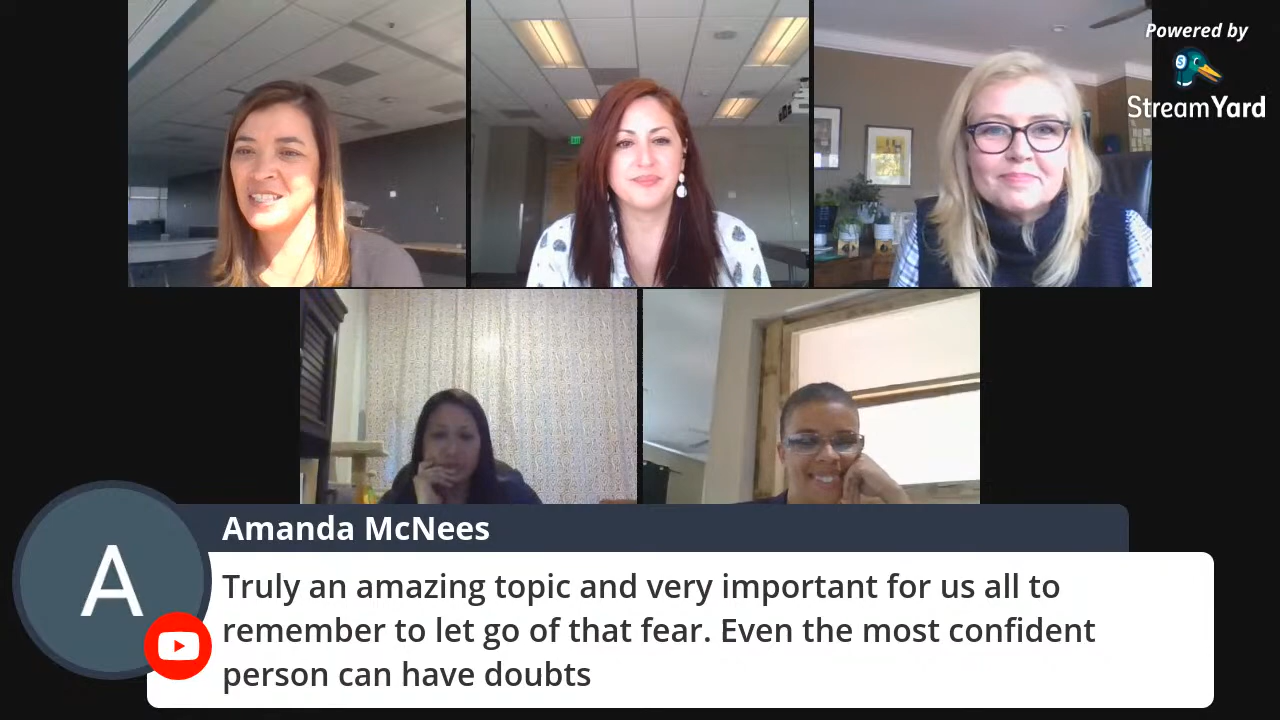 Powered by
StreamYard
Amanda McNees
A
Truly an amazing topic and very important for us all to
remember to let go of that fear. Even the most confident
person can have doubts